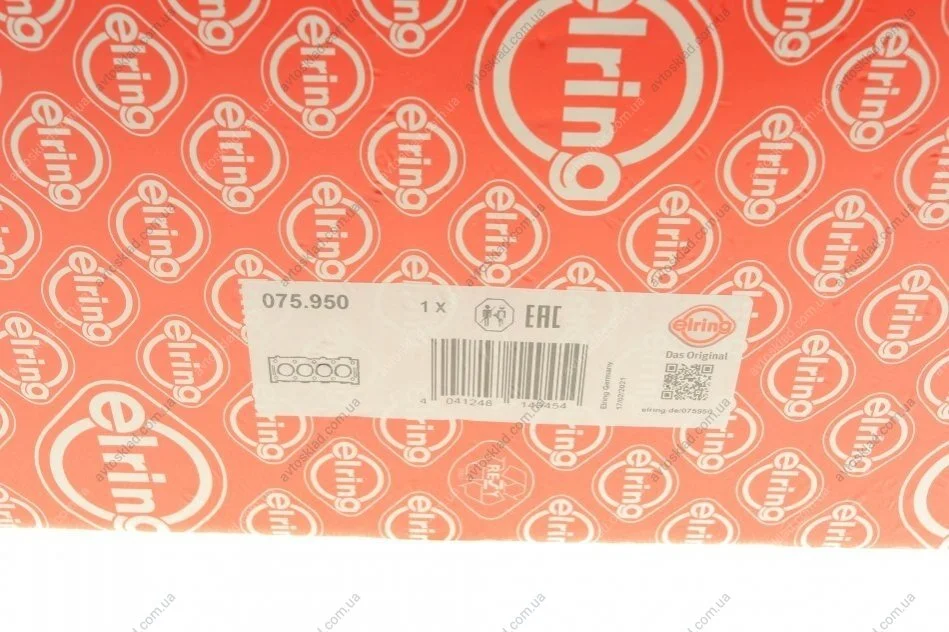 elring
075.950
1 X
EAC
elring
Das Original
4 041248 148454
Elring Germany
17/02/2021
elring.de/075950
RESY
avtosklad.com.ua